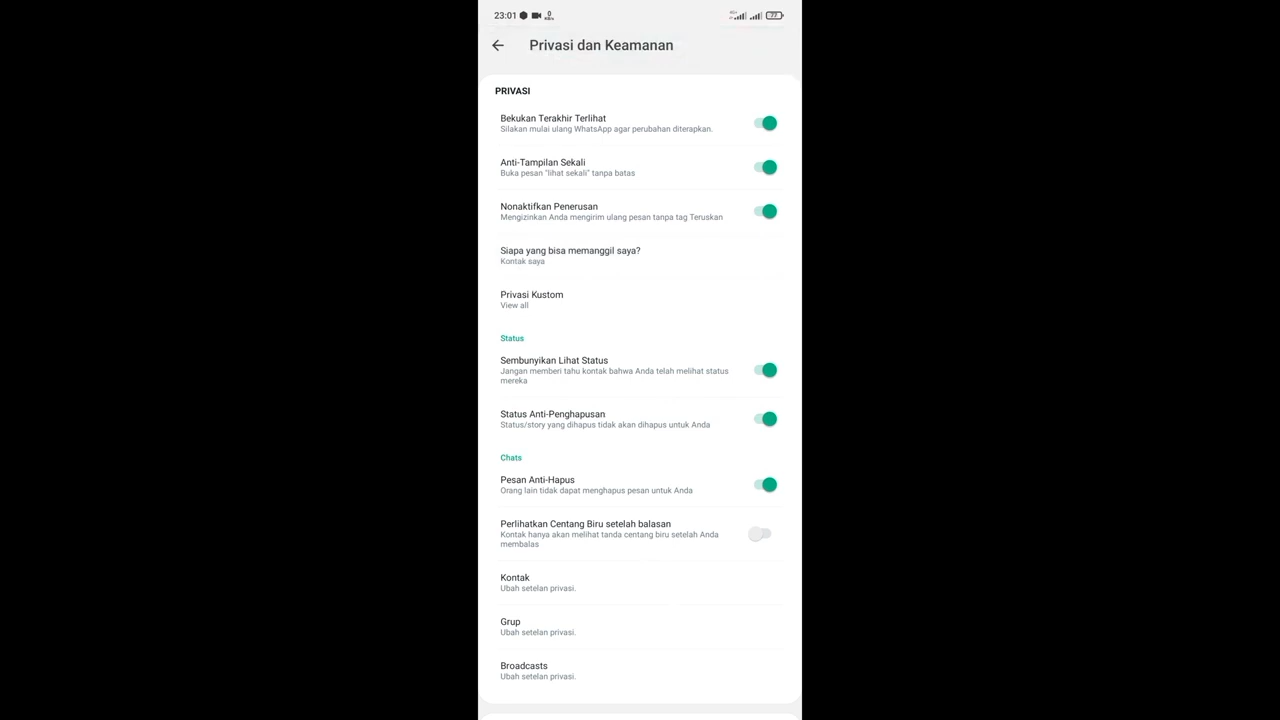 23:01
0
KB/s
4G+
77
Privasi dan Keamanan
PRIVASI
Bekukan Terakhir Terlihat
Silakan mulai ulang WhatsApp agar perubahan diterapkan.
Anti-Tampilan Sekali
Buka pesan "lihat sekali" tanpa batas
Nonaktifkan Penerusan
Mengizinkan Anda mengirim ulang pesan tanpa tag Teruskan
Siapa yang bisa memanggil saya?
Kontak saya
Privasi Kustom
View all
Status
Sembunyikan Lihat Status
Jangan memberi tahu kontak bahwa Anda telah melihat status
mereka
Status Anti-Penghapusan
Status/story yang dihapus tidak akan dihapus untuk Anda
Chats
Pesan Anti-Hapus
Orang lain tidak dapat menghapus pesan untuk Anda
Perlihatkan Centang Biru setelah balasan
Kontak hanya akan melihat tanda centang biru setelah Anda
membalas
Kontak
Ubah setelan privasi.
Grup
Ubah setelan privasi.
Broadcasts
Ubah setelan privasi.